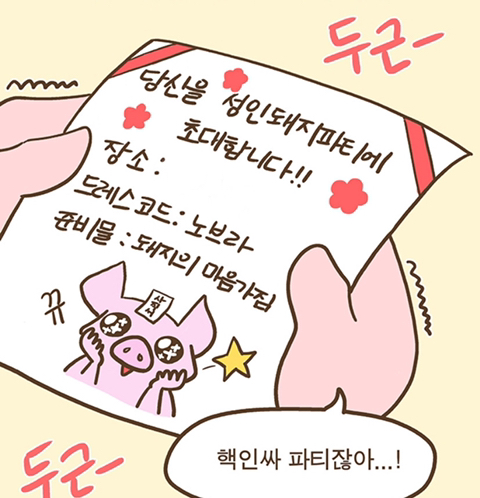 두근-
당신을 성인돼지파티에
초대합니다!!
장소 :
드레스코드 : 노브라
준비물 : 돼지의 마음가짐
꾸
핵인싸 파티잖아...!
두근-